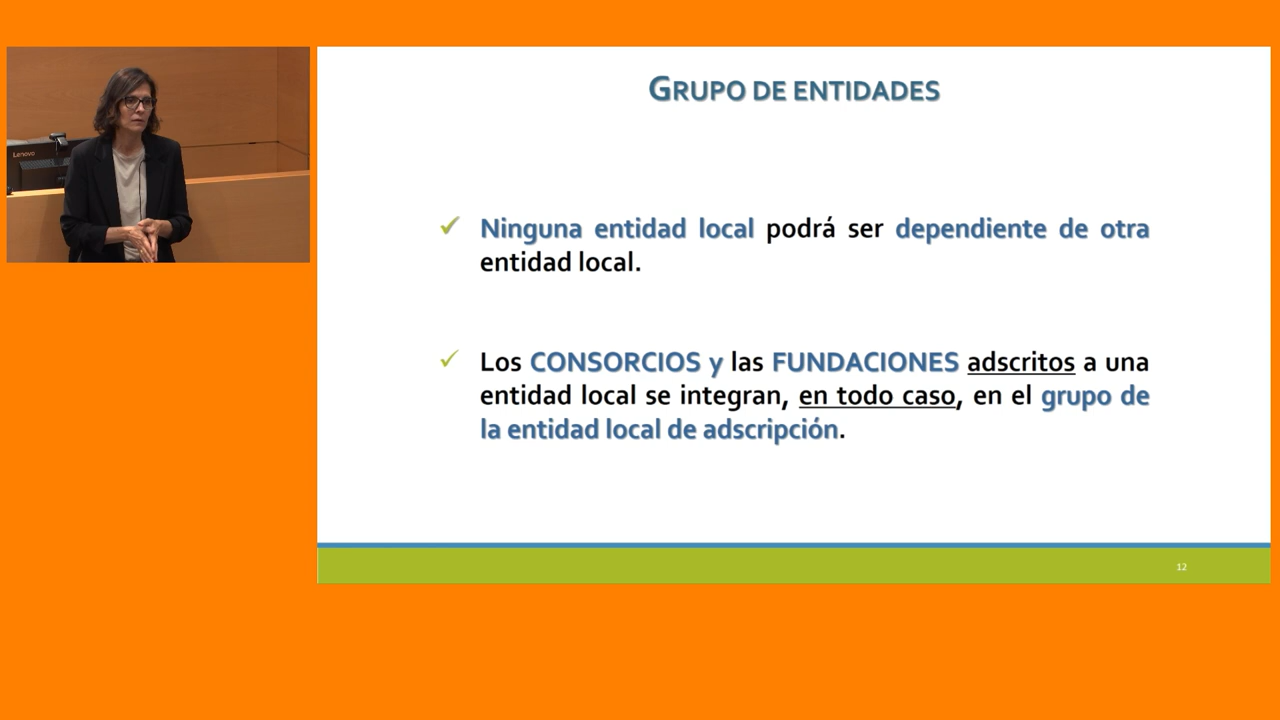 Lenovo
GRUPO DE ENTIDADES
✓ Ninguna entidad local podrá ser dependiente de otra
entidad local.
✓ Los CONSORCIOS y las FUNDACIONES adscritos a una
entidad local se integran, en todo caso, en el grupo de
la entidad local de adscripción.
12